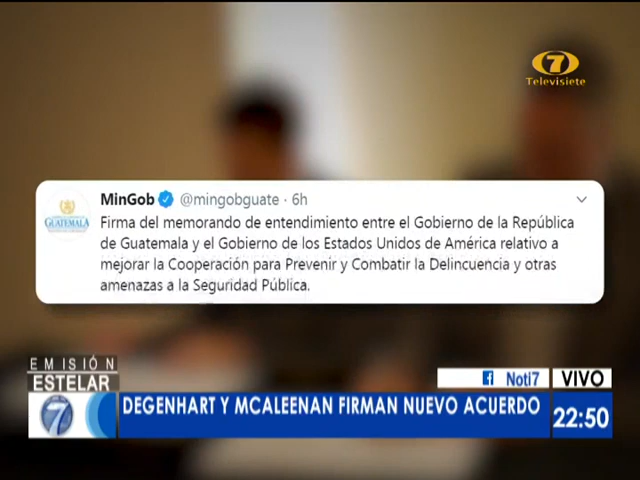 7
Televisiete
MinGob @mingobguate · 6h
GUATEMALA
Firma del memorando de entendimiento entre el Gobierno de la República
de Guatemala y el Gobierno de los Estados Unidos de América relativo a
mejorar la Cooperación para Prevenir y Combatir la Delincuencia y otras
amenazas a la Seguridad Pública.
EMISIÓN
ESTELAR
7
Noti7
VIVO
DEGENHART Y MCALEENAN FIRMAN NUEVO ACUERDO
22:50